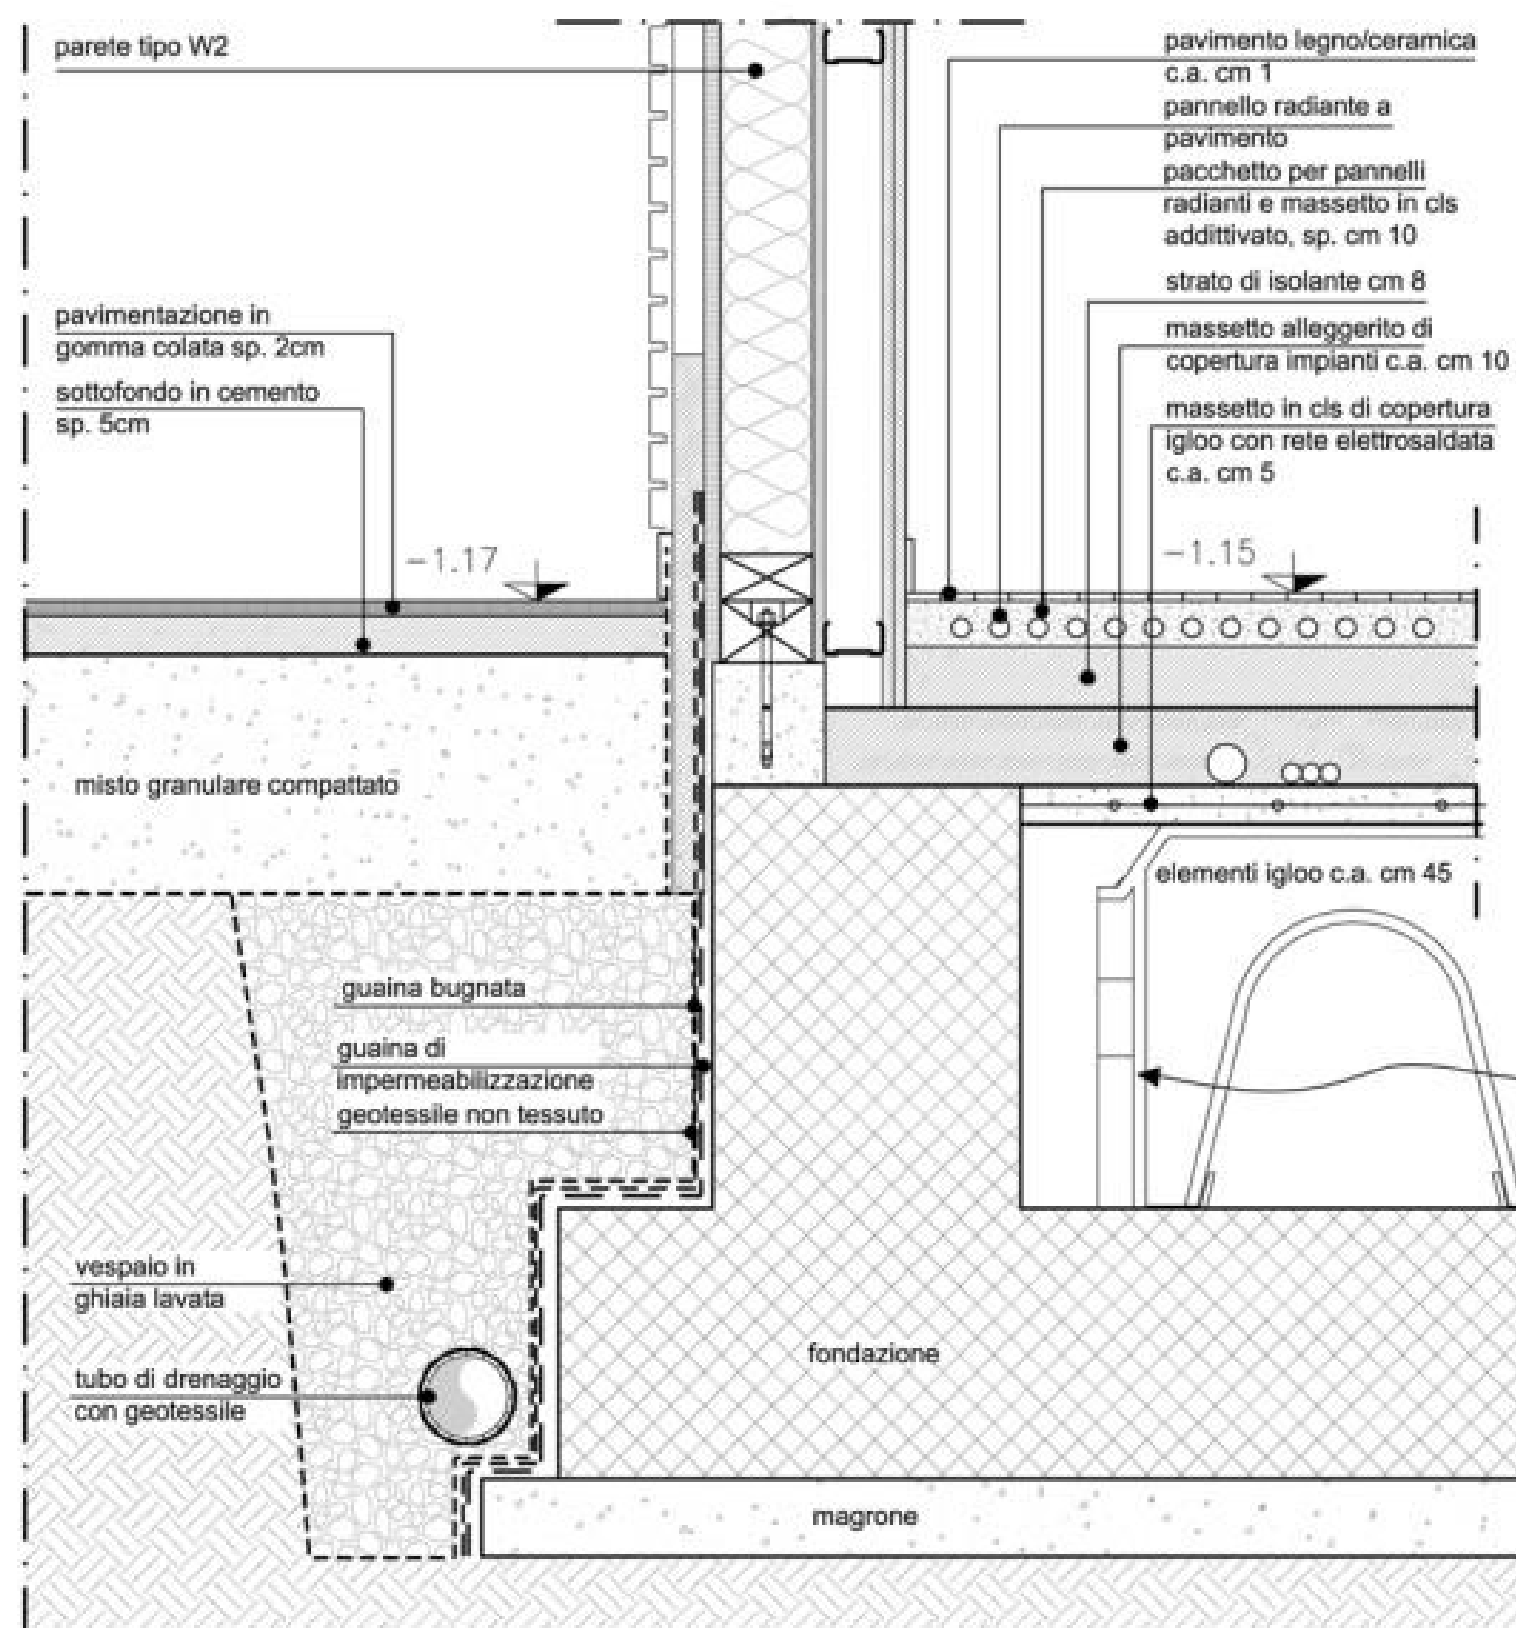 parete tipo W2
pavimentazione in
gomma colata sp. 2cm
sottofondo in cemento
sp. 5cm
-1.17
misto granulare compattato
guaina bugnata
guaina di
impermeabilizzazione
geotessile non tessuto
vespaio in
ghiaia lavata
tubo di drenaggio
con geotessile
pavimento legno/ceramica
c.a. cm 1
pannello radiante a
pavimento
pacchetto per pannelli
radianti e massetto in cls
addittivato, sp. cm 10
strato di isolante cm 8
massetto alleggerito di
copertura impianti c.a. cm 10
massetto in cls di copertura
igloo con rete elettrosaldata
c.a. cm 5
-1.15
elementi igloo c.a. cm 45
fondazione
magrone